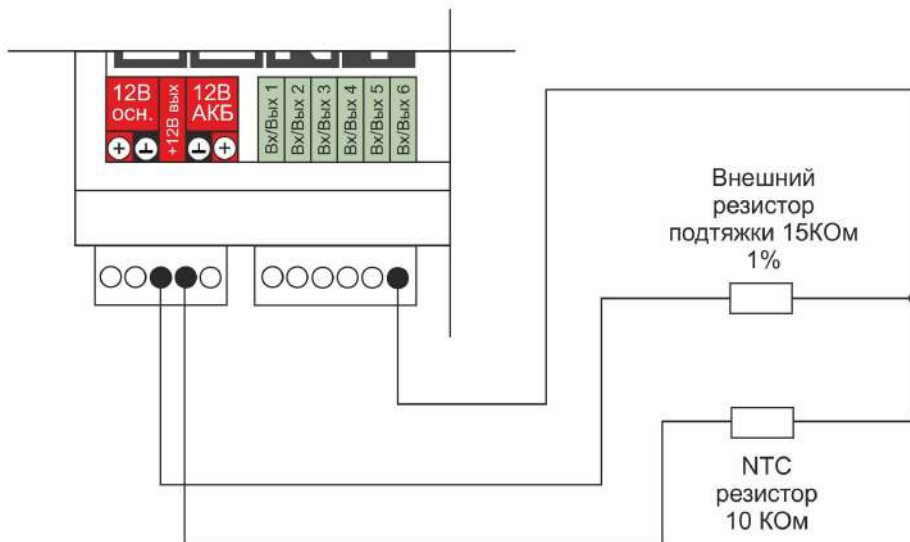 12В
осн.
+12В вых
12В
АКБ
Вх/Вых 1
Вх/Вых 2
Вх/Вых 3
Вх/Вых 4
Вх/Вых 5
Вх/Вых 6
Внешний
резистор
подтяжки 15КОм
1%
NTC
резистор
10 КОм